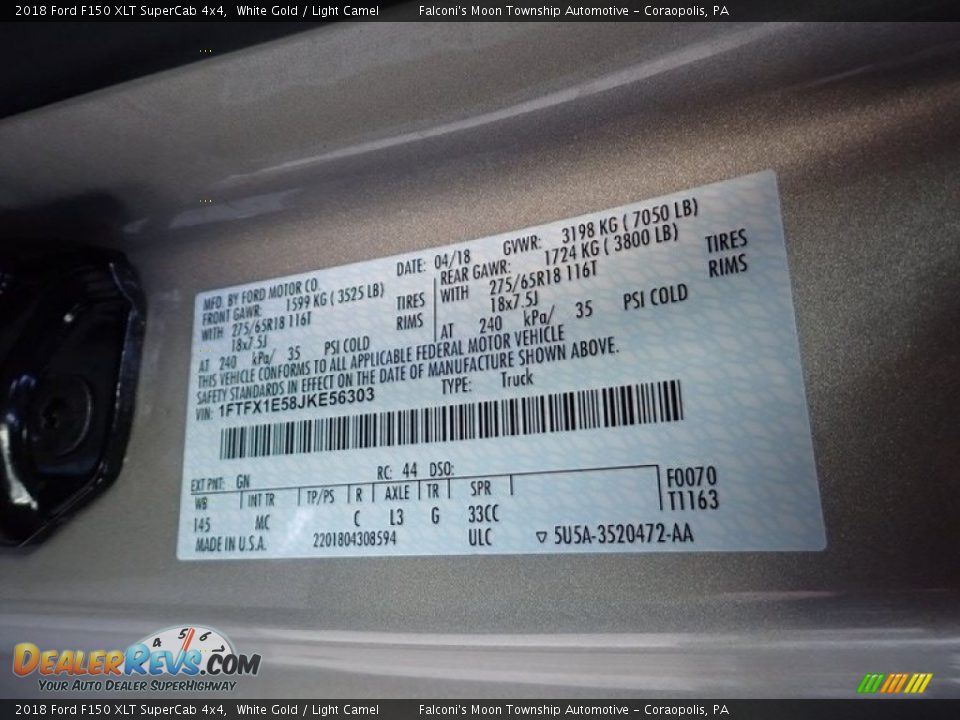 2018 Ford F150 XLT SuperCab 4x4, White Gold / Light Camel Falconi's Moon Township Automotive - Coraopolis, PA
MFD. BY FORD MOTOR CO. DATE: 04/18 GVWR: 3198 KG ( 7050 LB)
FRONT GAWR: 1599 KG ( 3525 LB) REAR GAWR: 1724 KG ( 3800 LB)
WITH 275/65R18 116T TIRES WITH 275/65R18 116T TIRES
18x7.5J RIMS 18x7.5J RIMS
AT 240 kPa/ 35 PSI COLD AT 240 kPa/ 35 PSI COLD
THIS VEHICLE CONFORMS TO ALL APPLICABLE FEDERAL MOTOR VEHICLE
SAFETY STANDARDS IN EFFECT ON THE DATE OF MANUFACTURE SHOWN ABOVE.
VIN: 1FTFX1E58JKE56303 TYPE: Truck
EXT PNT: GN RC: 44 DSO: F0070
WB INT TR TP/PS R AXLE TR SPR T1163
145 MC C L3 G 33CC
MADE IN U.S.A. 2201804308594 ULC ▽ 5U5A-3520472-AA
4 5 6
DEALERREVS.COM
YOUR AUTO DEALER SUPERHIGHWAY
2018 Ford F150 XLT SuperCab 4x4, White Gold / Light Camel Falconi's Moon Township Automotive - Coraopolis, PA